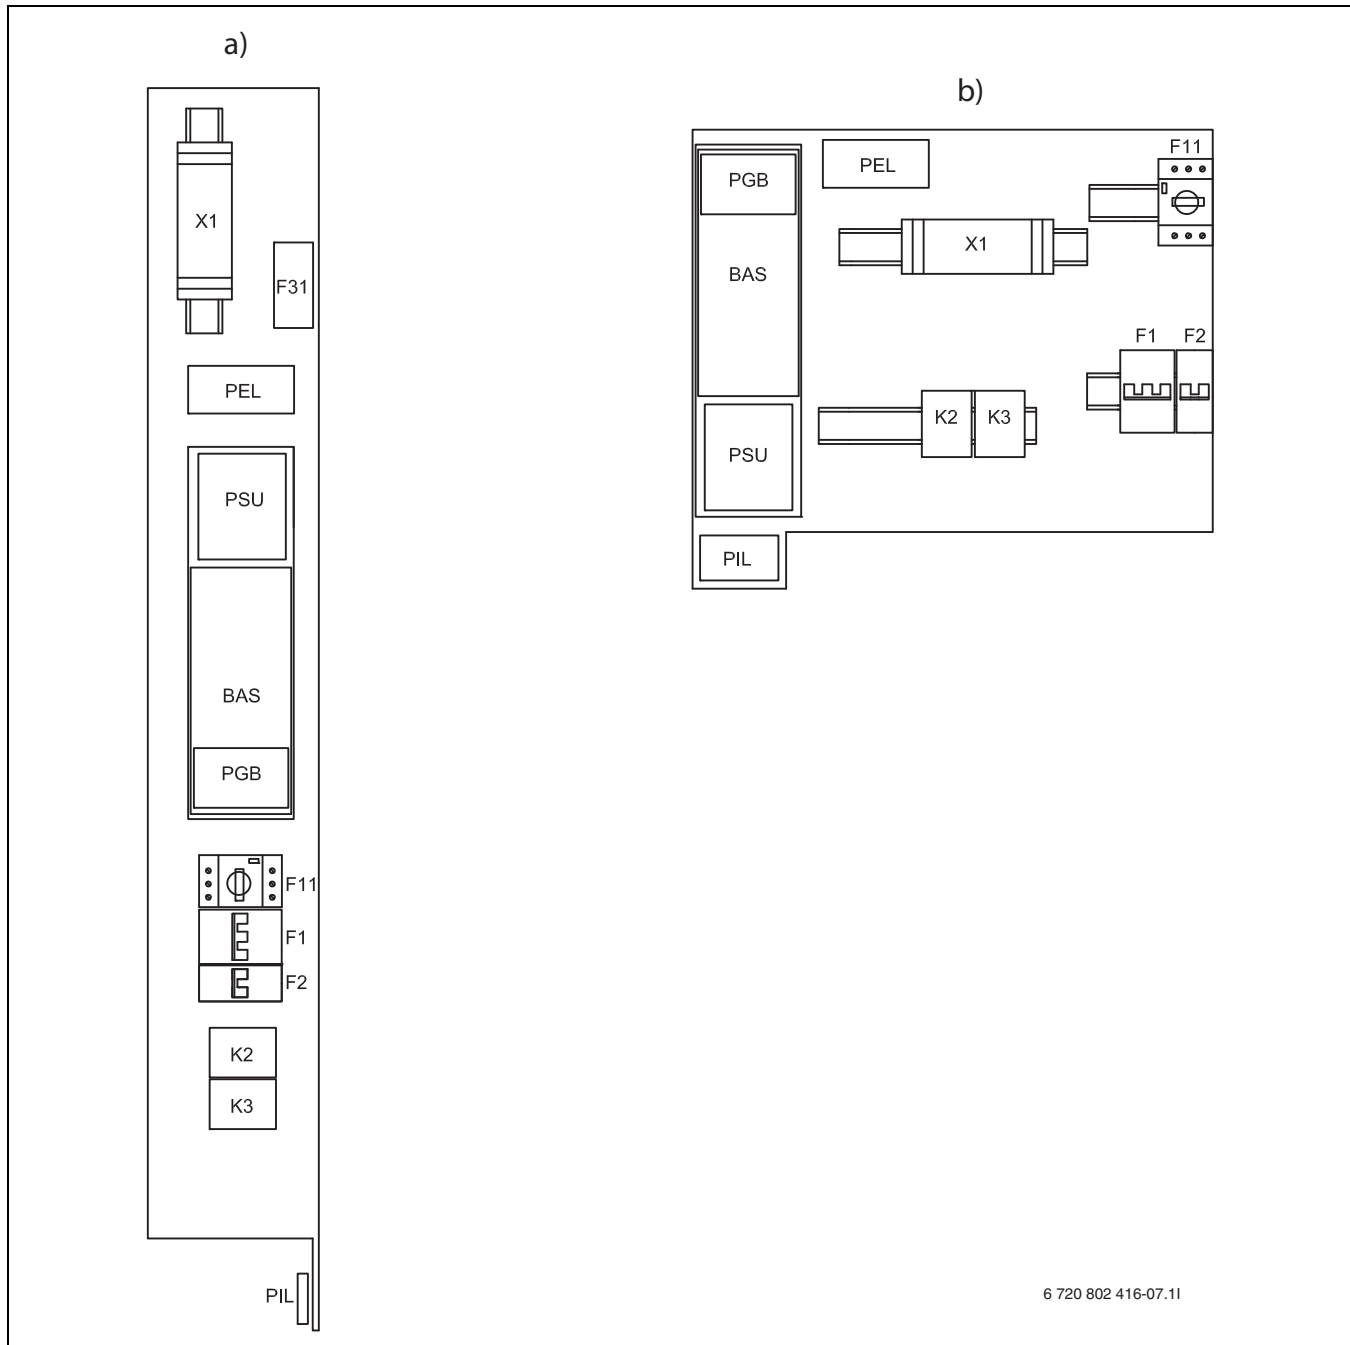 a)
X1
F31
PEL
PSU
BAS
PGB
F11
F1
F2
K2
K3
PIL
b)
PGB
PEL
F11
X1
BAS
F1 F2
K2 K3
PSU
PIL
6 720 802 416-07.1I